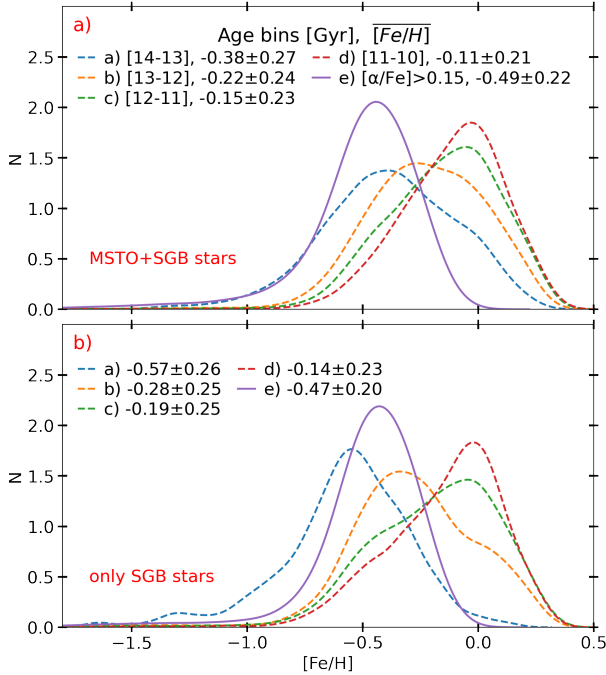 a)
Age bins [Gyr], [Fe/H]
a) [14-13], -0.38±0.27
b) [13-12], -0.22±0.24
c) [12-11], -0.15±0.23
d) [11-10], -0.11±0.21
e) [α/Fe]>0.15, -0.49±0.22
2.5
2.0
1.5
1.0
0.5
0.0
N
MSTO+SGB stars
b)
a) -0.57±0.26
b) -0.28±0.25
c) -0.19±0.25
d) -0.14±0.23
e) -0.47±0.20
2.5
2.0
1.5
1.0
0.5
0.0
N
only SGB stars
−1.5 −1.0 −0.5 0.0 0.5
[Fe/H]